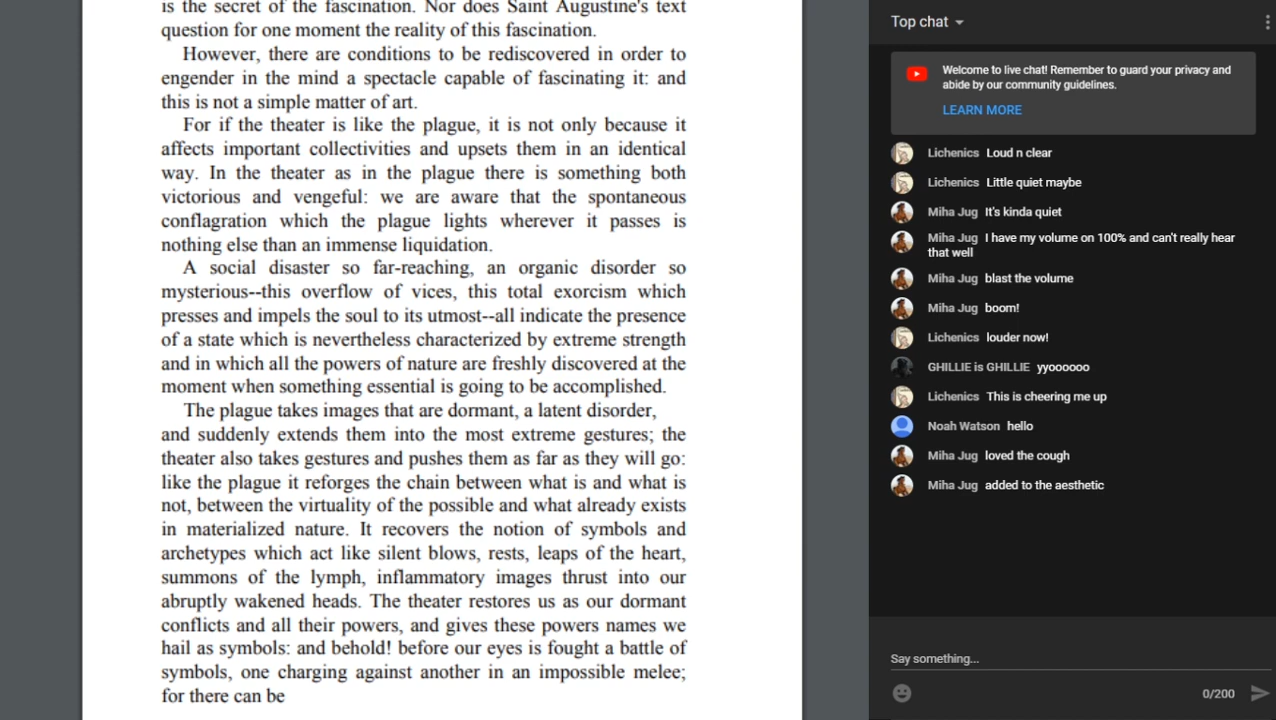 is the secret of the fascination. Nor does Saint Augustine's text
question for one moment the reality of this fascination.
However, there are conditions to be rediscovered in order to
engender in the mind a spectacle capable of fascinating it: and
this is not a simple matter of art.
For if the theater is like the plague, it is not only because it
affects important collectivities and upsets them in an identical
way. In the theater as in the plague there is something both
victorious and vengeful: we are aware that the spontaneous
conflagration which the plague lights wherever it passes is
nothing else than an immense liquidation.
A social disaster so far-reaching, an organic disorder so
mysterious--this overflow of vices, this total exorcism which
presses and impels the soul to its utmost--all indicate the presence
of a state which is nevertheless characterized by extreme strength
and in which all the powers of nature are freshly discovered at the
moment when something essential is going to be accomplished.
The plague takes images that are dormant, a latent disorder,
and suddenly extends them into the most extreme gestures; the
theater also takes gestures and pushes them as far as they will go:
like the plague it reforges the chain between what is and what is
not, between the virtuality of the possible and what already exists
in materialized nature. It recovers the notion of symbols and
archetypes which act like silent blows, rests, leaps of the heart,
summons of the lymph, inflammatory images thrust into our
abruptly wakened heads. The theater restores us as our dormant
conflicts and all their powers, and gives these powers names we
hail as symbols: and behold! before our eyes is fought a battle of
symbols, one charging against another in an impossible melee;
for there can be
Top chat
Welcome to live chat! Remember to guard your privacy and
abide by our community guidelines.
LEARN MORE
Lichenics Loud n clear
Lichenics Little quiet maybe
Miha Jug It's kinda quiet
Miha Jug I have my volume on 100% and can't really hear
that well
Miha Jug blast the volume
Miha Jug boom!
Lichenics louder now!
GHILLIE is GHILLIE yyoooooo
Lichenics This is cheering me up
Noah Watson hello
Miha Jug loved the cough
Miha Jug added to the aesthetic
Say something...
0/200